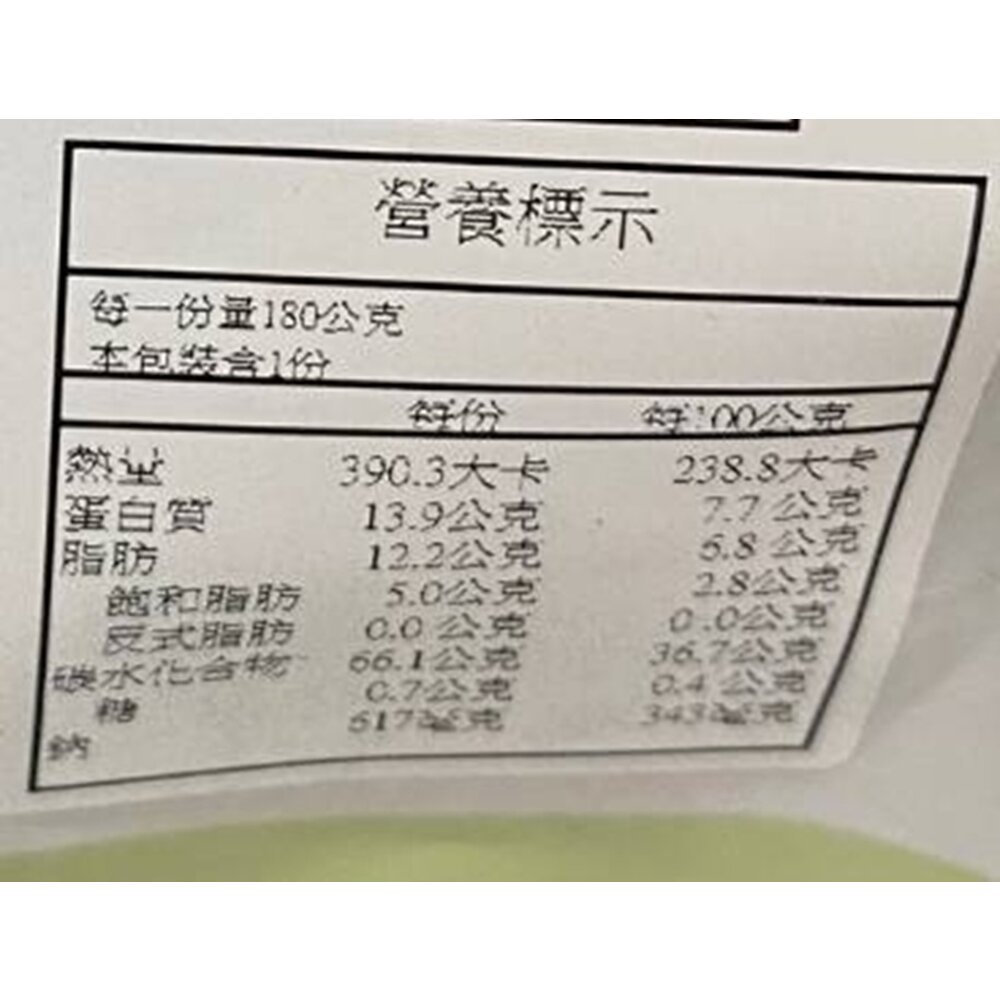 營養標示
每一份量180公克
本包裝含1份
每份 每100公克
熱量 390.3大卡 238.8大卡
蛋白質 13.9公克 7.7公克
脂肪 12.2公克 6.8公克
飽和脂肪 5.0公克 2.8公克
反式脂肪 0.0公克 0.0公克
碳水化合物 66.1公克 36.7公克
糖 0.7公克 0.4公克
鈉 617毫克 343毫克